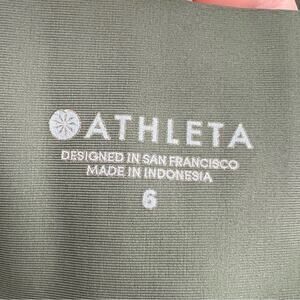 ATHLETA
DESIGNED IN SAN FRANCISCO
MADE IN INDONESIA
6